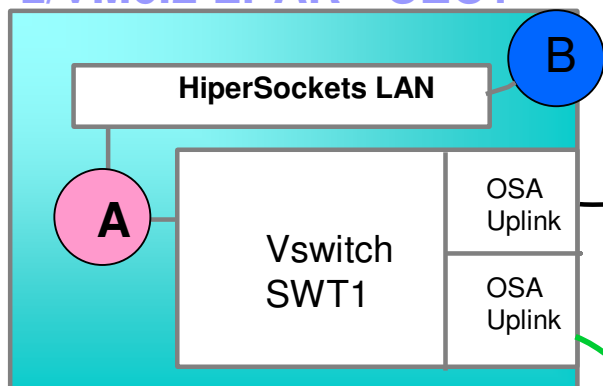 HiperSockets LAN
B
A
OSA
Uplink
Vswitch
SWT1
OSA
Uplink